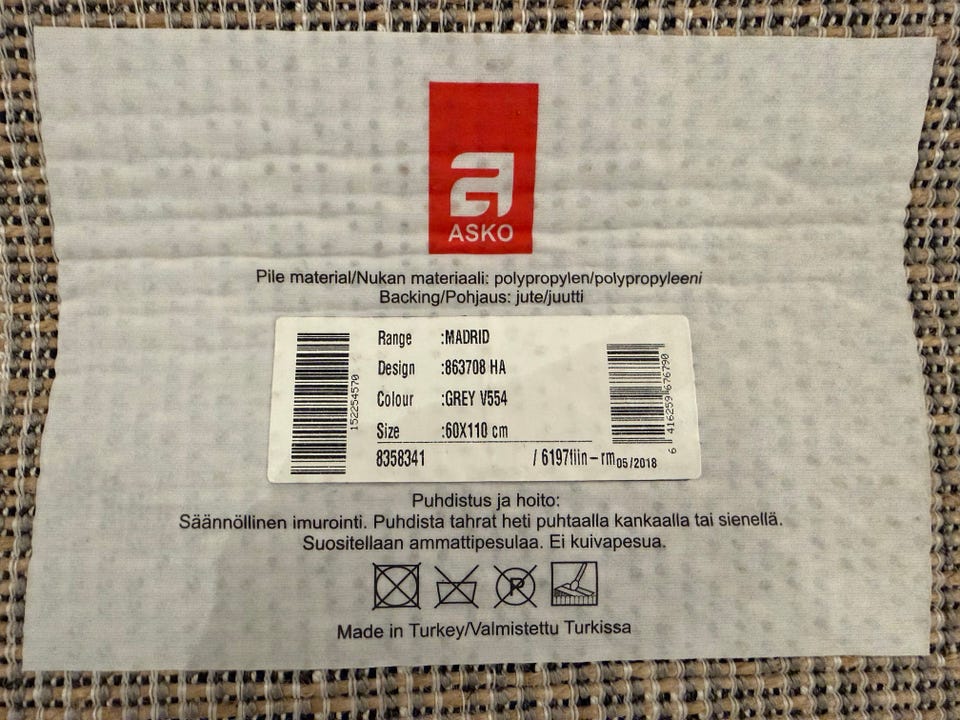 ASKO
Pile material/Nukan materiaali: polypropylen/polypropyleeni
Backing/Pohjaus: jute/juutti
152254570
Range :MADRID
Design :863708 HA
Colour :GREY V554
Size :60X110 cm
8358341 / 6197tiin-rm 05/2018
6 416259 676790
Puhdistus ja hoito:
Säännöllinen imurointi. Puhdista tahrat heti puhtaalla kankaalla tai sienellä.
Suositellaan ammattipesulaa. Ei kuivapesua.
P
Made in Turkey/Valmistettu Turkissa